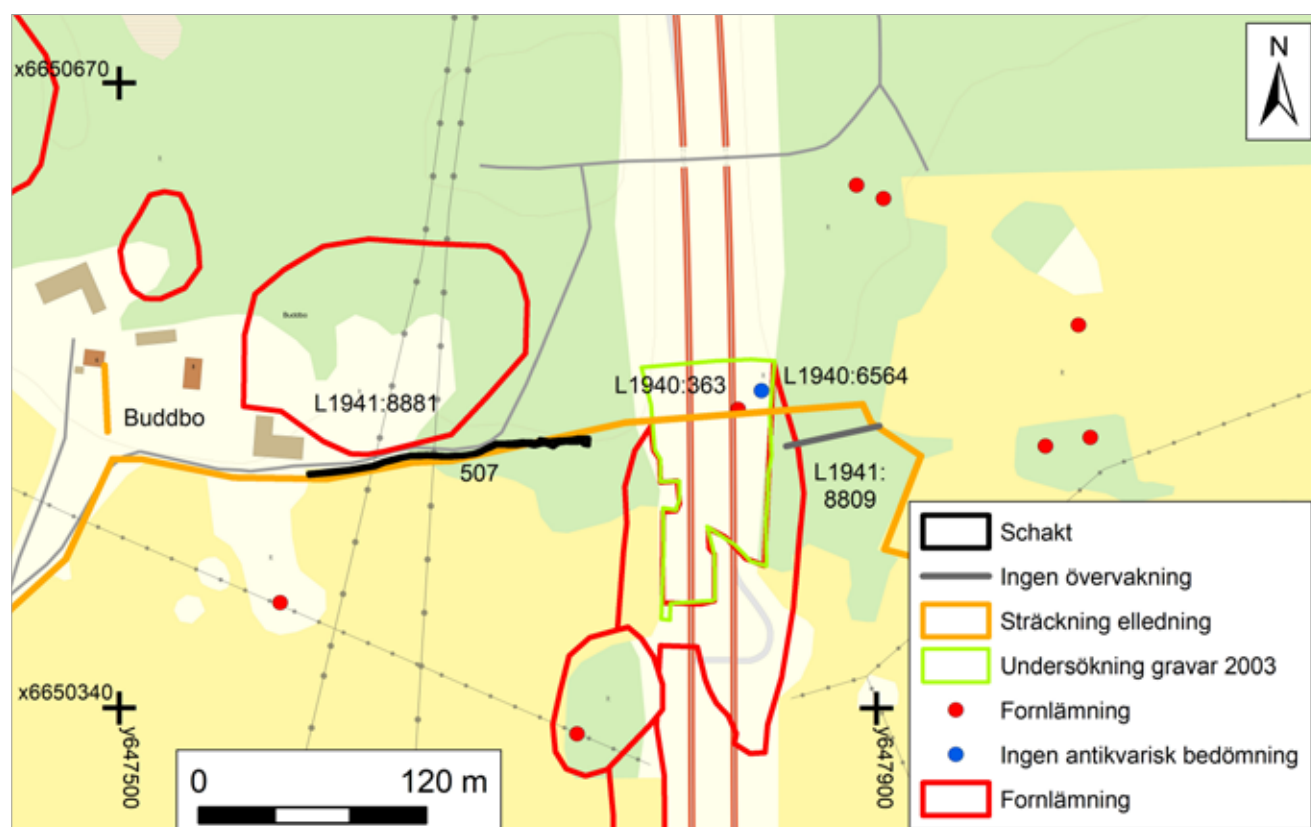 x6650670
N
Buddbo
L1940:363
L1940:6564
L1941:8881
Buddbo
507
L1941:
8809
x6650340
y647500
y647900
0 120 m
Schakt
Ingen övervakning
Sträckning elledning
Undersökning gravar 2003
Fornlämning
Ingen antikvarisk bedömning
Fornlämning